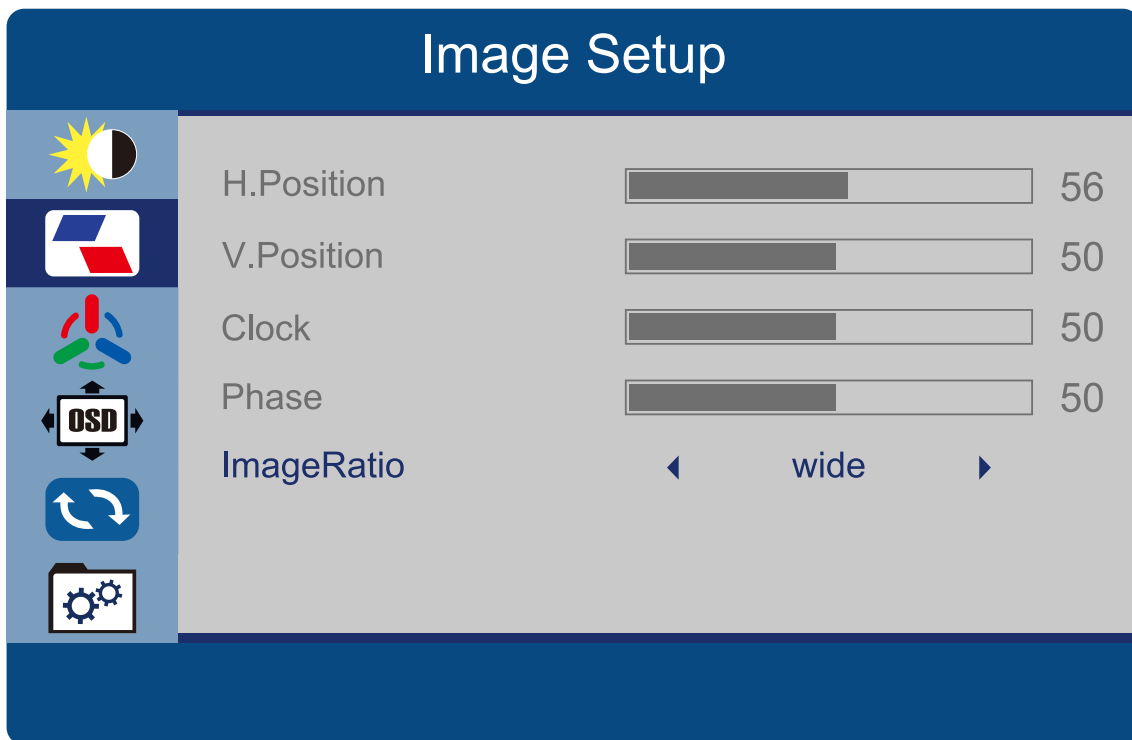 Image Setup
H.Position 56
V.Position 50
Clock 50
Phase 50
OSD
ImageRatio wide